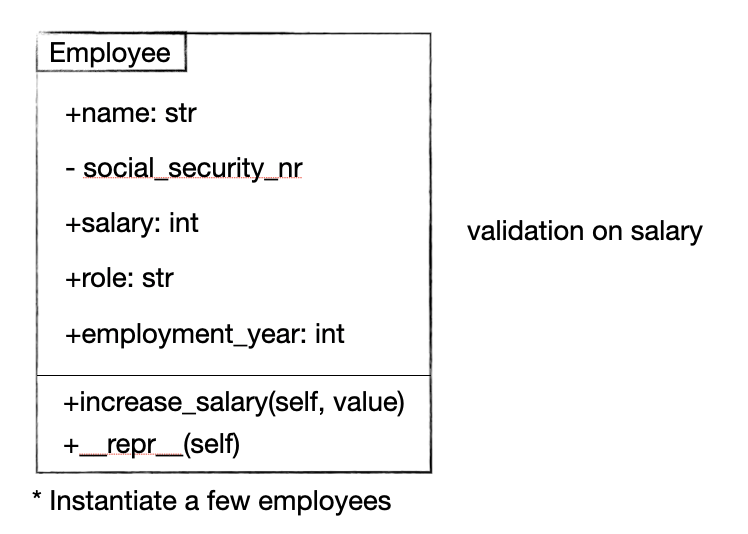 Employee
+name: str
- social_security_nr
+salary: int
validation on salary
+role: str
+employment_year: int
+increase_salary(self, value)
+__repr__(self)
* Instantiate a few employees